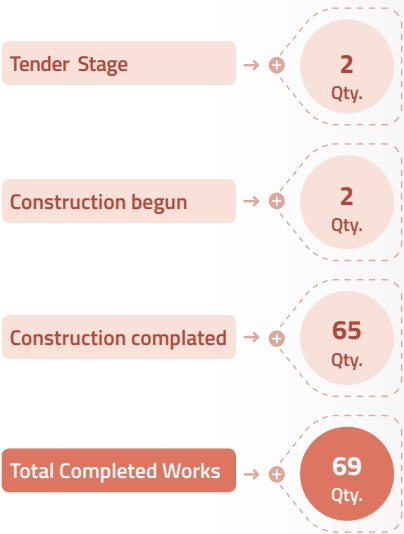 Tender Stage
2
Qty.
Construction begun
2
Qty.
Construction complated
65
Qty.
Total Completed Works
69
Qty.